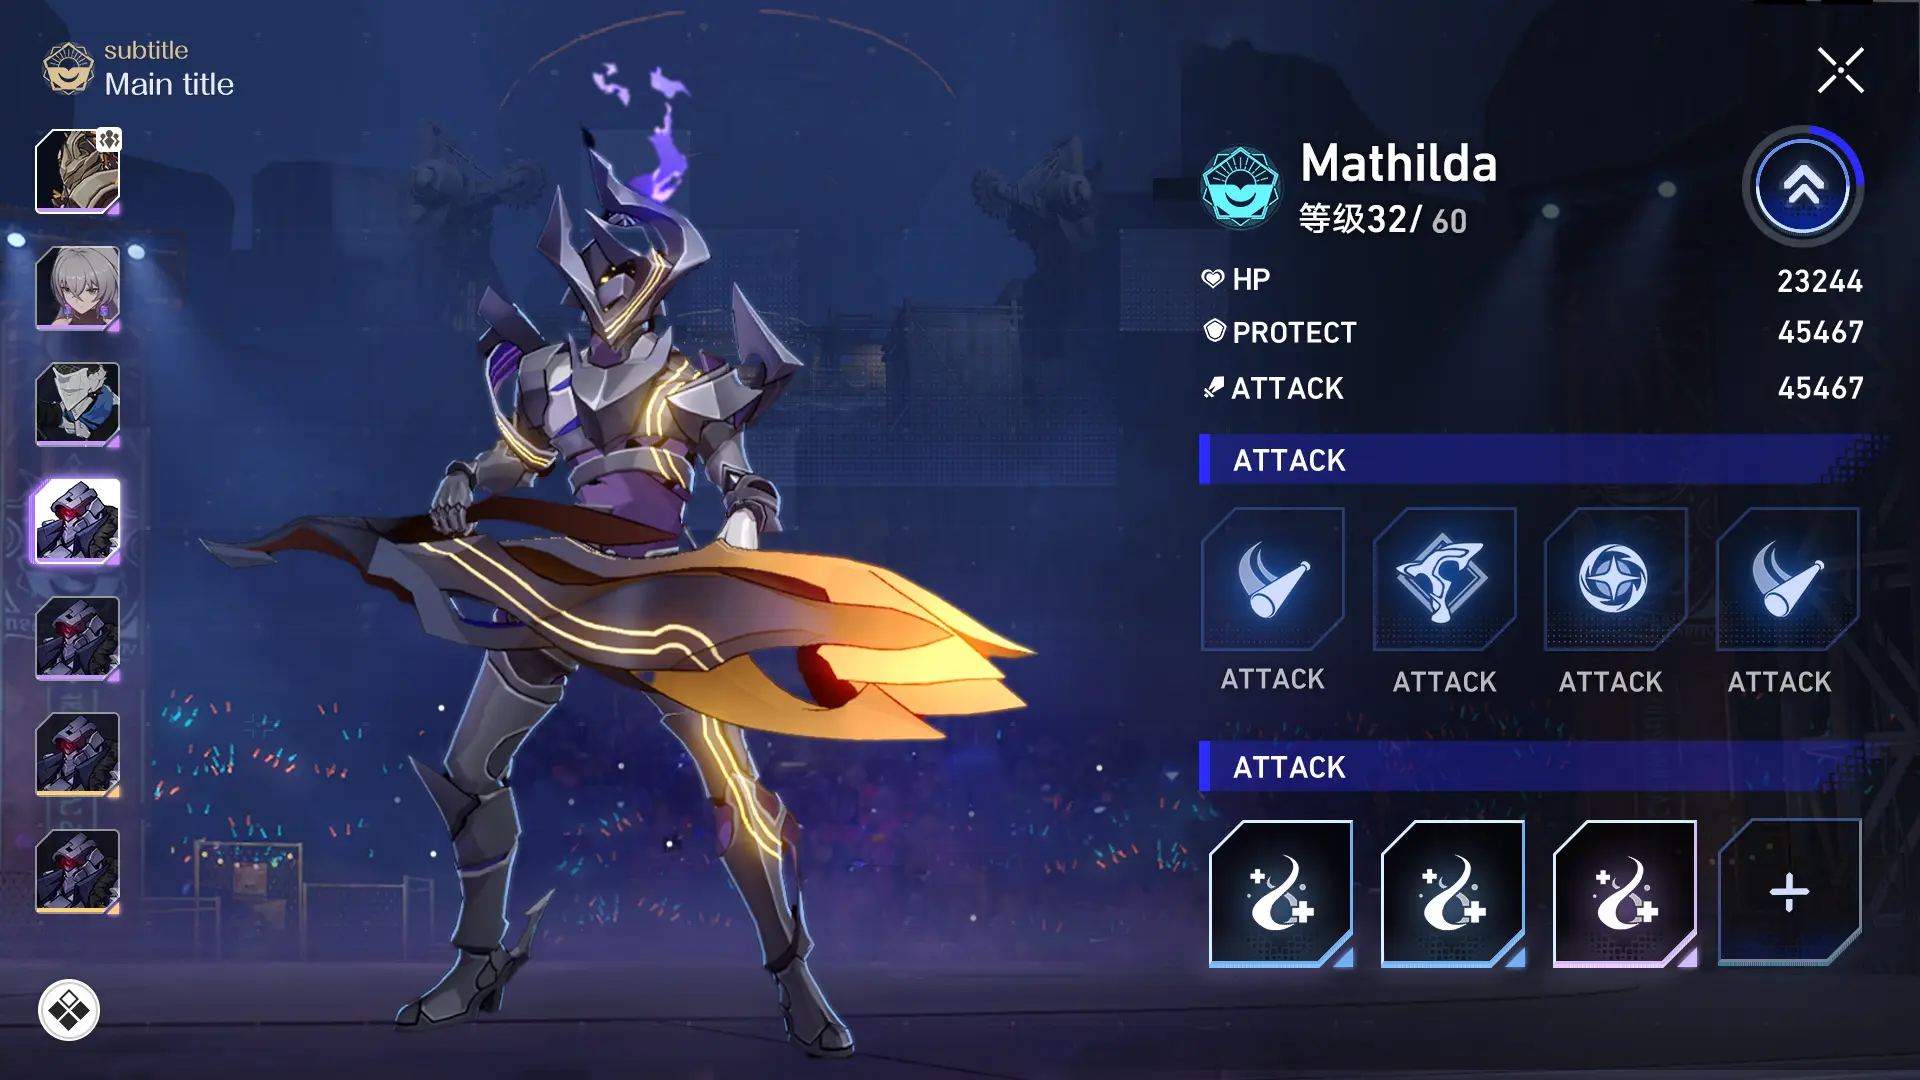 subtitle
Main title
Mathilda
等级32/ 60
HP 23244
PROTECT 45467
ATTACK 45467
ATTACK
ATTACK ATTACK ATTACK ATTACK
ATTACK